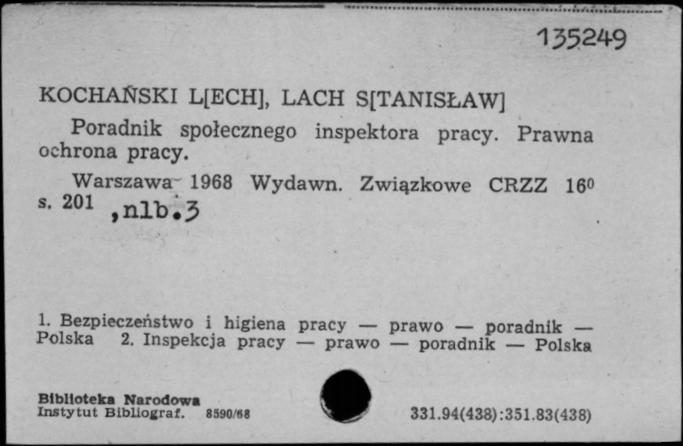 135249
KOCHAŃSKI L[ECH], LACH S[TANISŁAW]
Poradnik społecznego inspektora pracy. Prawna
ochrona pracy.
Warszawa 1968 Wydawn. Związkowe CRZZ 16⁰
s. 201 ,nlb.3
1. Bezpieczeństwo i higiena pracy — prawo — poradnik —
Polska 2. Inspekcja pracy — prawo — poradnik — Polska
Biblioteka Narodowa
Instytut Bibliograf. 8590/68 331.94(438):351.83(438)